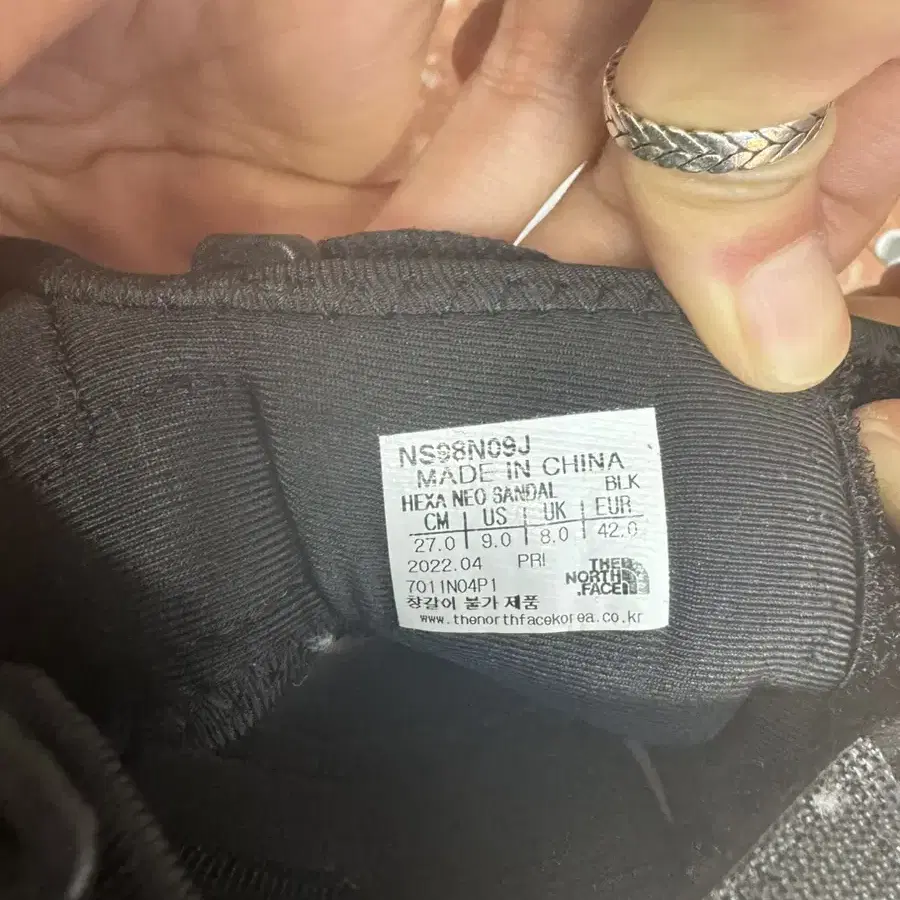 NS98N09J
MADE IN CHINA
HEXA NEO SANDAL BLK
CM US UK EUR
27.0 9.0 8.0 42.0
2022.04 PRI
7011N04P1
THE NORTH FACE
창갈이 불가 제품
www.thenorthfacekorea.co.kr